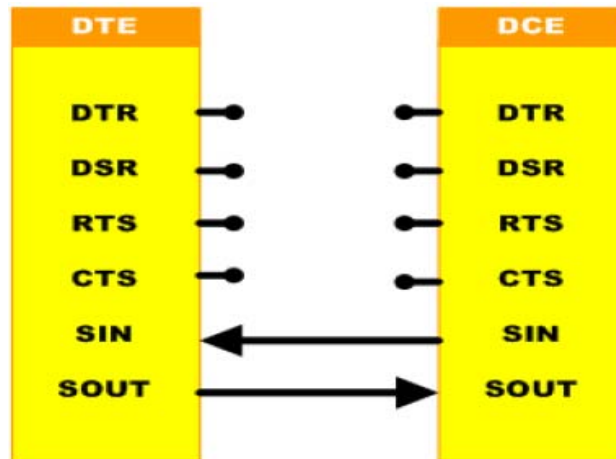 DTE DCE
DTR DTR
DSR DSR
RTS RTS
CTS CTS
SIN SIN
SOUT SOUT